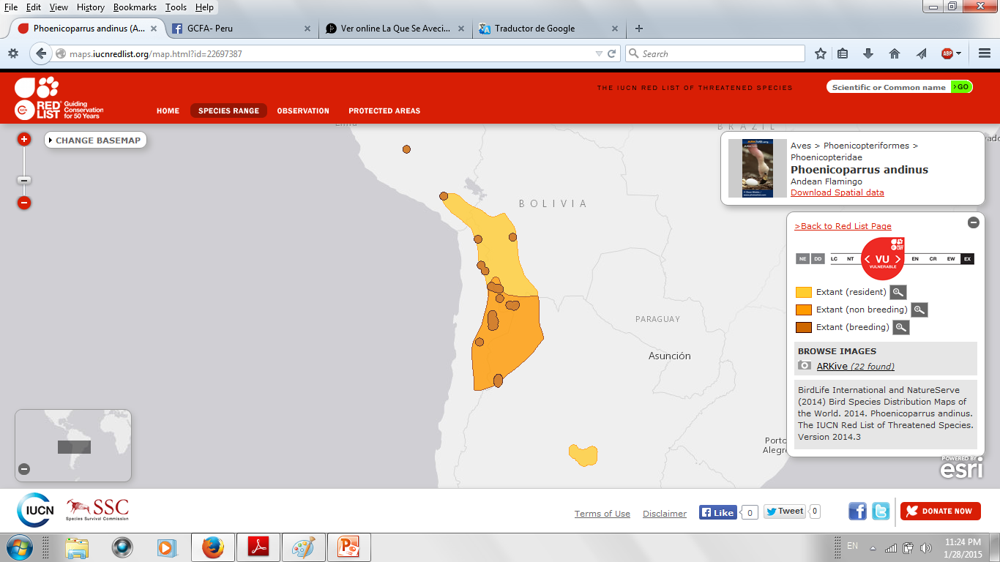 File Edit View History Bookmarks Tools Help
Phoenicoparrus andinus (A...
GCFA- Peru
Ver online La Que Se Aveci...
Traductor de Google
maps.iucnredlist.org/map.html?id=22697387
Search
ABP
IUCN
RED LIST
Guiding Conservation for 50 Years
THE IUCN RED LIST OF THREATENED SPECIES
Scientific or Common name
>GO
HOME
SPECIES RANGE
OBSERVATION
PROTECTED AREAS
CHANGE BASEMAP
BRAZIL
BOLIVIA
PARAGUAY
Asunción
Porto
Alegr
Aves > Phoenicopteriformes >
Phoenicopteridae
Phoenicoparrus andinus
Andean Flamingo
Download Spatial data
>Back to Red List Page
NE DD LC NT < VU > EN CR EW EX
VULNERABLE
Extant (resident)
Extant (non breeding)
Extant (breeding)
BROWSE IMAGES
ARKive (22 found)
BirdLife International and NatureServe
(2014) Bird Species Distribution Maps of
the World. 2014. Phoenicoparrus andinus.
The IUCN Red List of Threatened Species.
Version 2014.3
POWERED BY
esri
IUCN
SSC
Species Survival Commission
Terms of Use
Disclaimer
Like
0
Tweet
0
DONATE NOW
EN
11:24 PM
1/28/2015